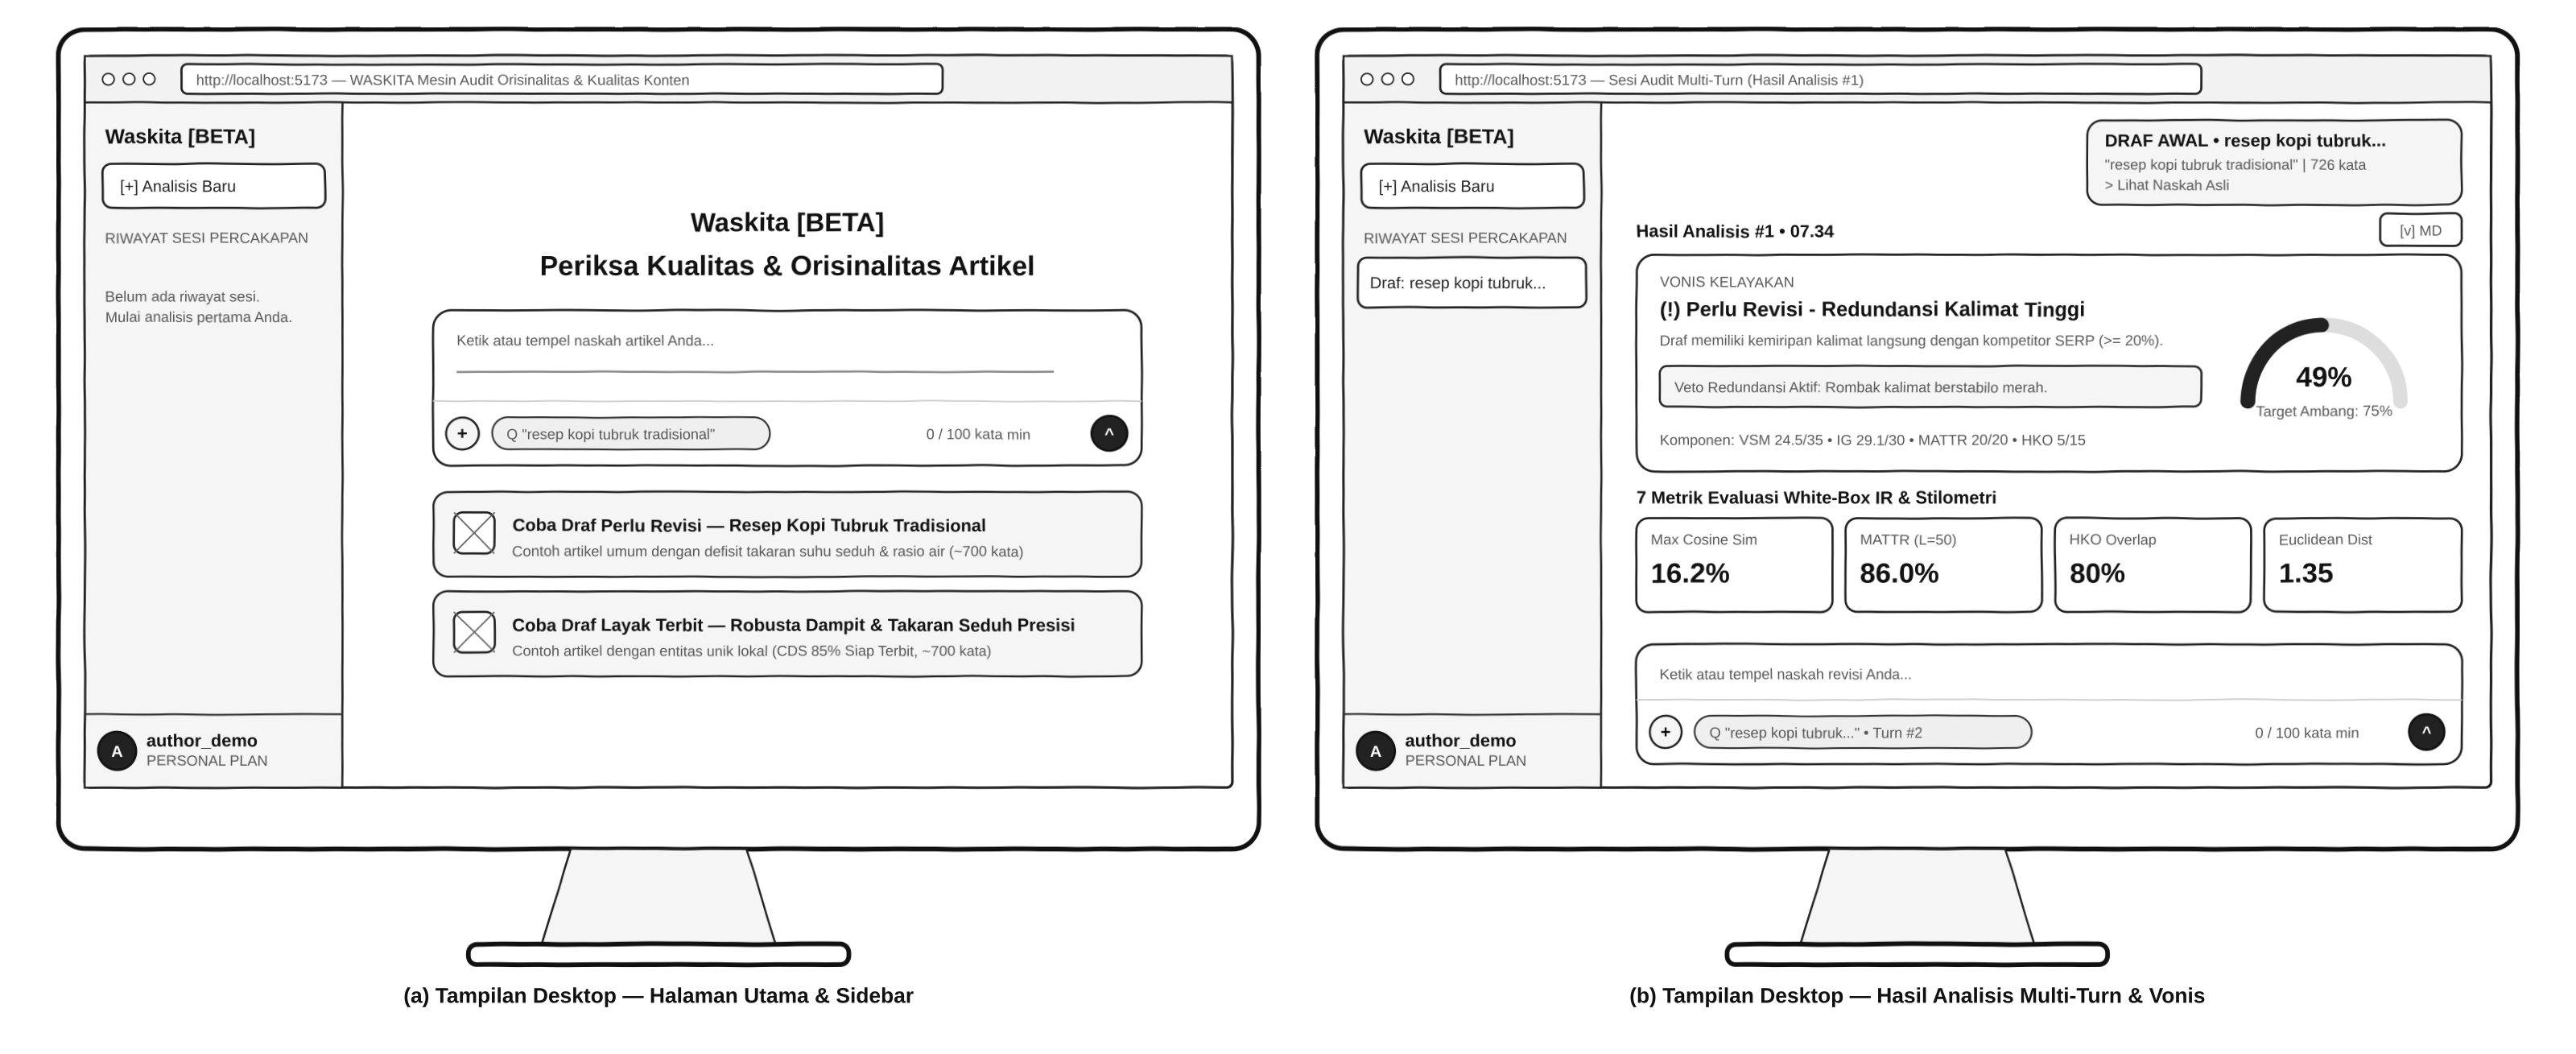 http://localhost:5173 — WASKITA Mesin Audit Orisinalitas & Kualitas Konten
Waskita [BETA]
[+] Analisis Baru
RIWAYAT SESI PERCAKAPAN
Belum ada riwayat sesi.
Mulai analisis pertama Anda.
A
author_demo
PERSONAL PLAN
Waskita [BETA]
Periksa Kualitas & Orisinalitas Artikel
Ketik atau tempel naskah artikel Anda...
+
Q "resep kopi tubruk tradisional"
0 / 100 kata min
^
Coba Draf Perlu Revisi — Resep Kopi Tubruk Tradisional
Contoh artikel umum dengan defisit takaran suhu seduh & rasio air (~700 kata)
Coba Draf Layak Terbit — Robusta Dampit & Takaran Seduh Presisi
Contoh artikel dengan entitas unik lokal (CDS 85% Siap Terbit, ~700 kata)
(a) Tampilan Desktop — Halaman Utama & Sidebar
http://localhost:5173 — Sesi Audit Multi-Turn (Hasil Analisis #1)
Waskita [BETA]
[+] Analisis Baru
RIWAYAT SESI PERCAKAPAN
Draf: resep kopi tubruk...
A
author_demo
PERSONAL PLAN
DRAF AWAL • resep kopi tubruk...
"resep kopi tubruk tradisional" | 726 kata
> Lihat Naskah Asli
Hasil Analisis #1 • 07.34
[v] MD
VONIS KELAYAKAN
(!) Perlu Revisi - Redundansi Kalimat Tinggi
Draf memiliki kemiripan kalimat langsung dengan kompetitor SERP (>= 20%).
Veto Redundansi Aktif: Rombak kalimat berstabilo merah.
Komponen: VSM 24.5/35 • IG 29.1/30 • MATTR 20/20 • HKO 5/15
49%
Target Ambang: 75%
7 Metrik Evaluasi White-Box IR & Stilometri
Max Cosine Sim
16.2%
MATTR (L=50)
86.0%
HKO Overlap
80%
Euclidean Dist
1.35
Ketik atau tempel naskah revisi Anda...
+
Q "resep kopi tubruk..." • Turn #2
0 / 100 kata min
^
(b) Tampilan Desktop — Hasil Analisis Multi-Turn & Vonis